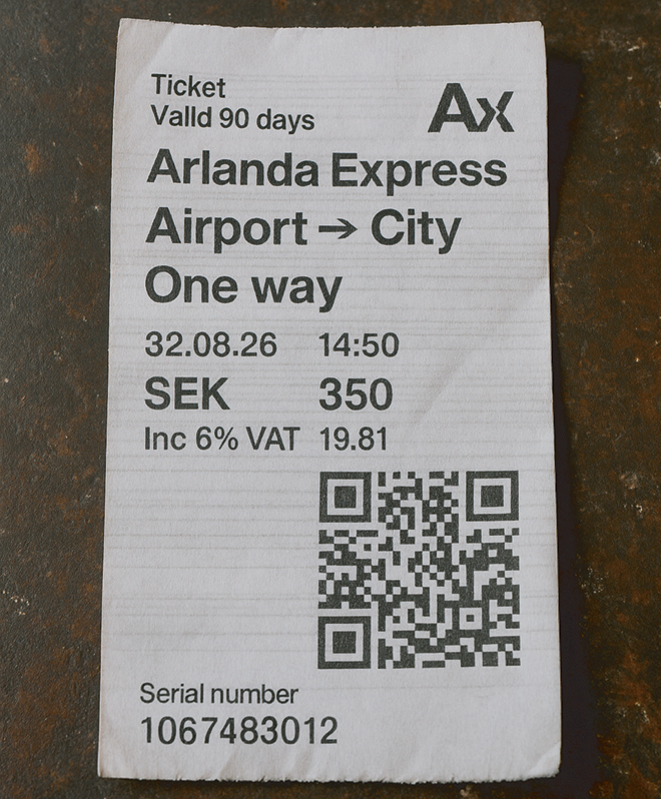 Ticket
Valld 90 days
Ax
Arlanda Express
Airport → City
One way
32.08.26 14:50
SEK 350
Inc 6% VAT 19.81
Serial number
1067483012